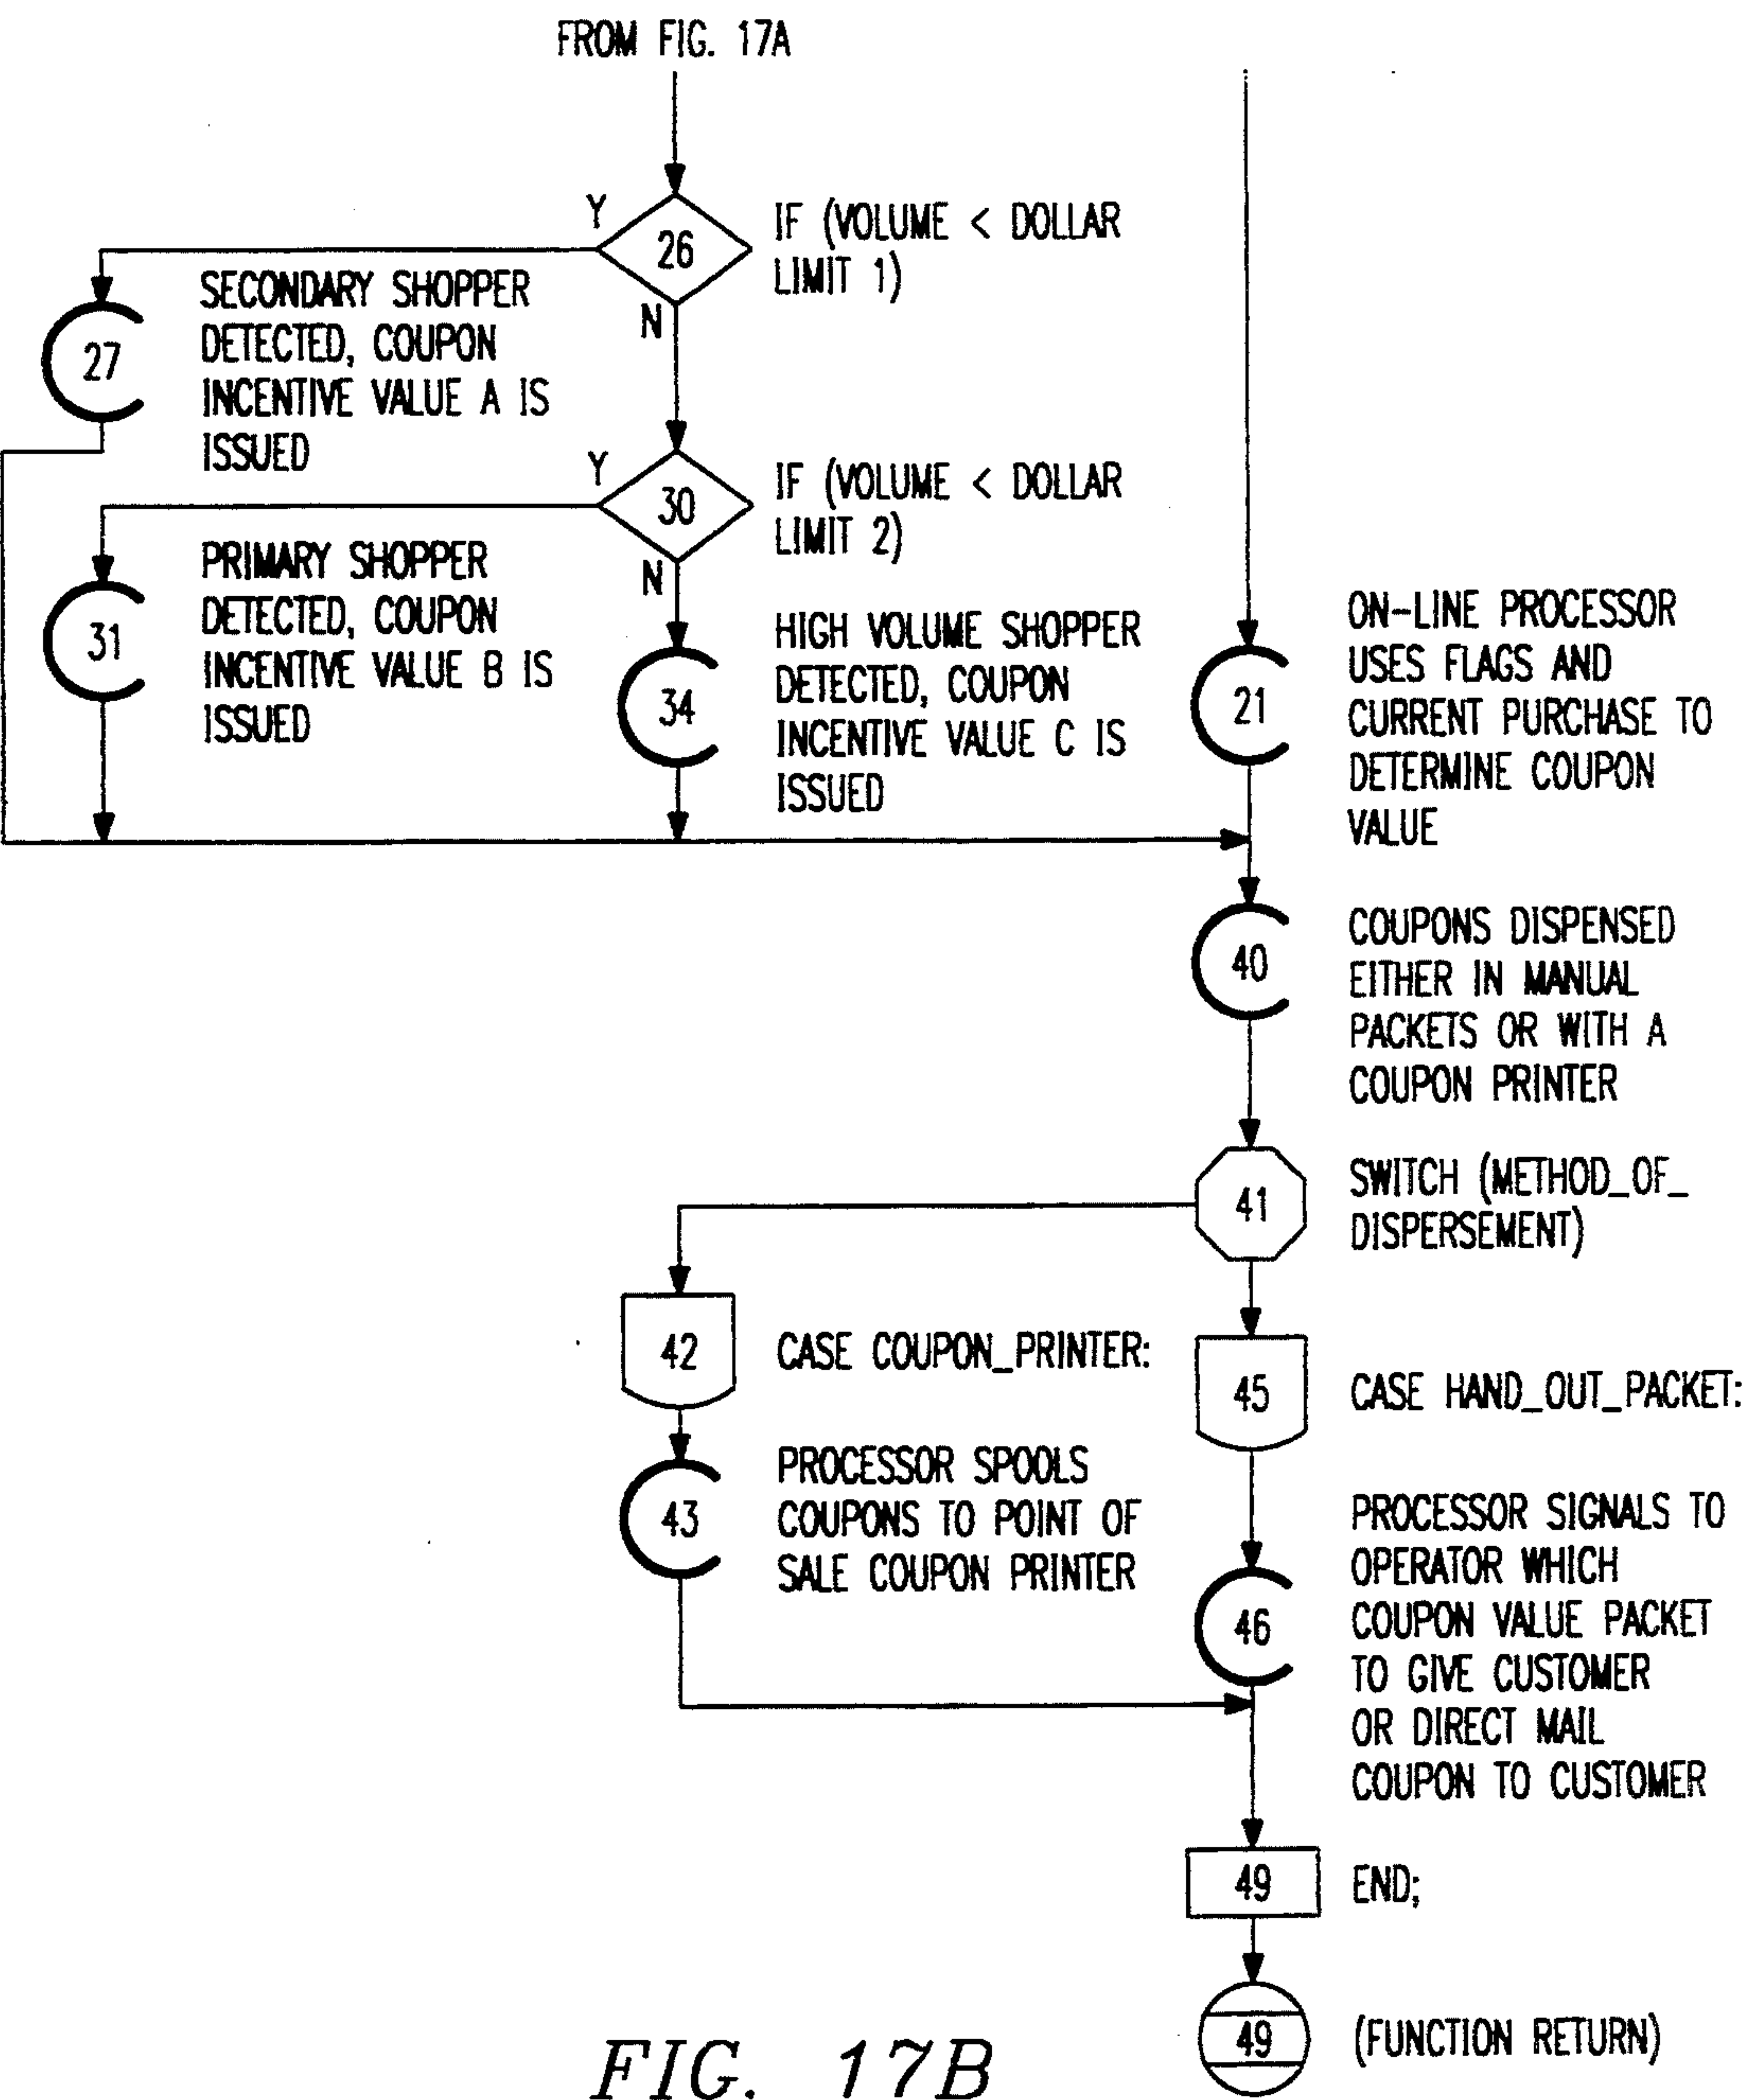 FROM FIG. 17A
Y
26
IF (VOLUME < DOLLAR
LIMIT 1)
N
27
SECONDARY SHOPPER
DETECTED, COUPON
INCENTIVE VALUE A IS
ISSUED
Y
30
IF (VOLUME < DOLLAR
LIMIT 2)
N
31
PRIMARY SHOPPER
DETECTED, COUPON
INCENTIVE VALUE B IS
ISSUED
34
HIGH VOLUME SHOPPER
DETECTED, COUPON
INCENTIVE VALUE C IS
ISSUED
21
ON-LINE PROCESSOR
USES FLAGS AND
CURRENT PURCHASE TO
DETERMINE COUPON
VALUE
40
COUPONS DISPENSED
EITHER IN MANUAL
PACKETS OR WITH A
COUPON PRINTER
41
SWITCH (METHOD_OF_
DISPERSEMENT)
42
CASE COUPON_PRINTER:
45
CASE HAND_OUT_PACKET:
43
PROCESSOR SPOOLS
COUPONS TO POINT OF
SALE COUPON PRINTER
46
PROCESSOR SIGNALS TO
OPERATOR WHICH
COUPON VALUE PACKET
TO GIVE CUSTOMER
OR DIRECT MAIL
COUPON TO CUSTOMER
49
END;
49
(FUNCTION RETURN)
FIG. 17B